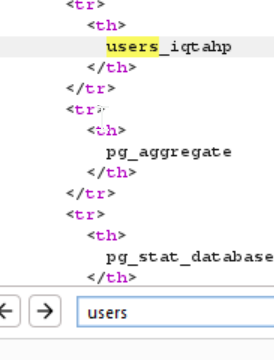 <tr>
<th>
users_iqtahp
</th>
</tr>
<tr>
<th>
pg_aggregate
</th>
</tr>
<tr>
<th>
pg_stat_database
</th>
users